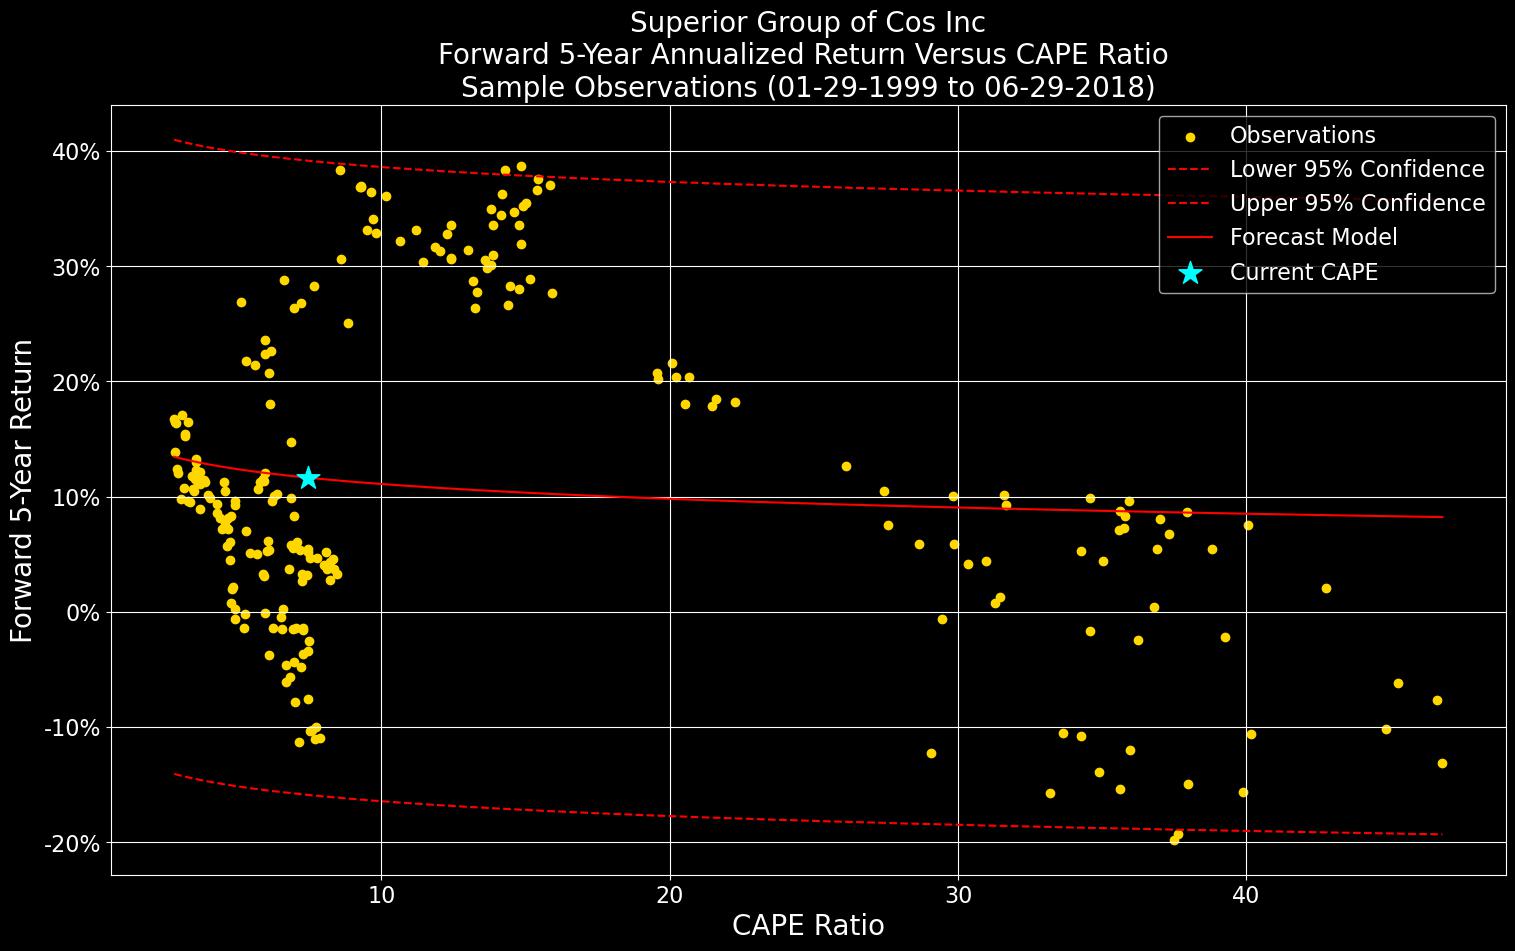 Superior Group of Cos Inc
Forward 5-Year Annualized Return Versus CAPE Ratio
Sample Observations (01-29-1999 to 06-29-2018)
Observations
Lower 95% Confidence
Upper 95% Confidence
Forecast Model
Current CAPE
Forward 5-Year Return
40%
30%
20%
10%
0%
-10%
-20%
10
20
30
40
CAPE Ratio